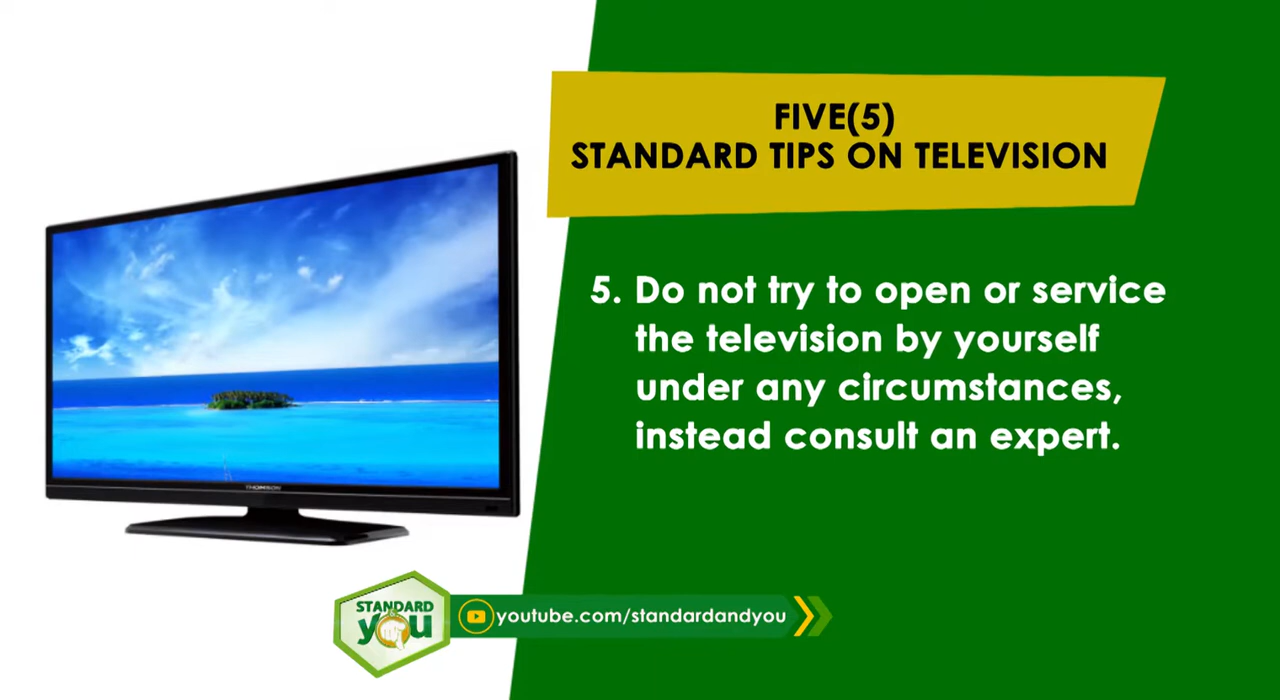 FIVE(5)
STANDARD TIPS ON TELEVISION
5. Do not try to open or service
the television by yourself
under any circumstances,
instead consult an expert.
THOMSON
STANDARD
you
youtube.com/standardandyou